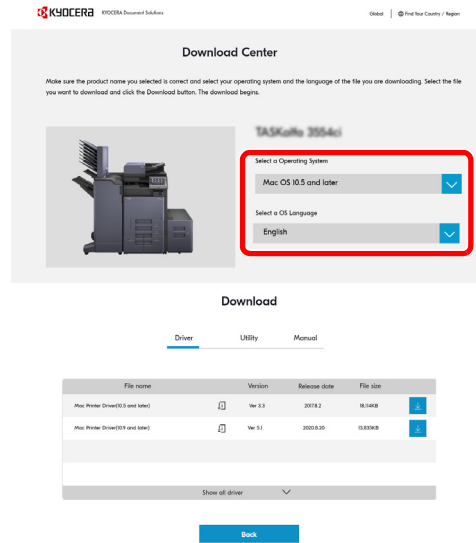 KYOCERA KYOCERA Document Solutions Global Find Your Country / Region
Download Center
Make sure the product name you selected is correct and select your operating system and the language of the file you are downloading. Select the file
you want to download and click the Download button. The download begins.
TASKalfa 3554ci
Select a Operating System
Mac OS 10.5 and later
Select a OS Language
English
Download
Driver Utility Manual
File name Version Release date File size
Mac Printer Driver(10.5 and later) Ver 3.3 2017.8.2 18,114KB
Mac Printer Driver(10.9 and later) Ver 5.1 2020.8.20 13,835KB
Show all driver
Back